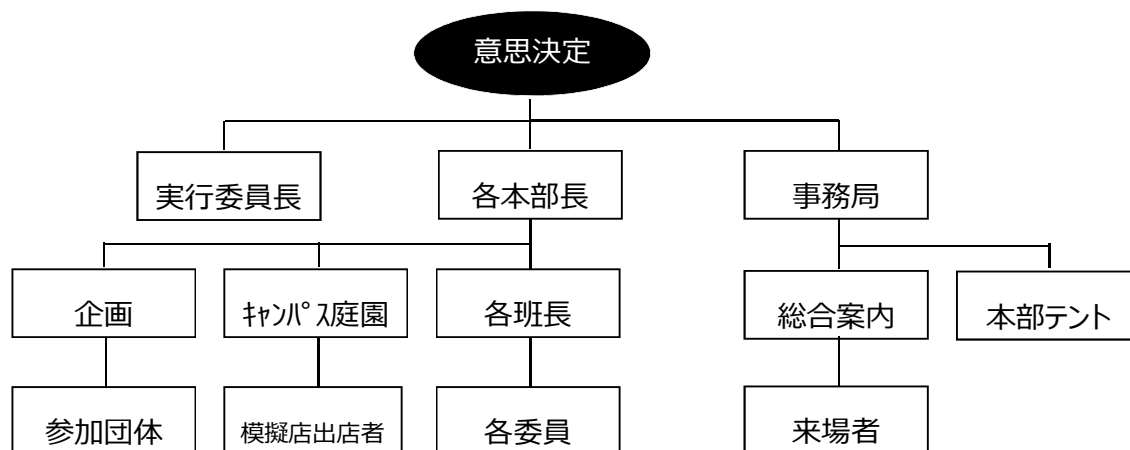 意思決定
実行委員長
各本部長
事務局
企画
ｷｬﾝﾊﾟｽ庭園
各班長
総合案内
本部テント
参加団体
模擬店出店者
各委員
来場者